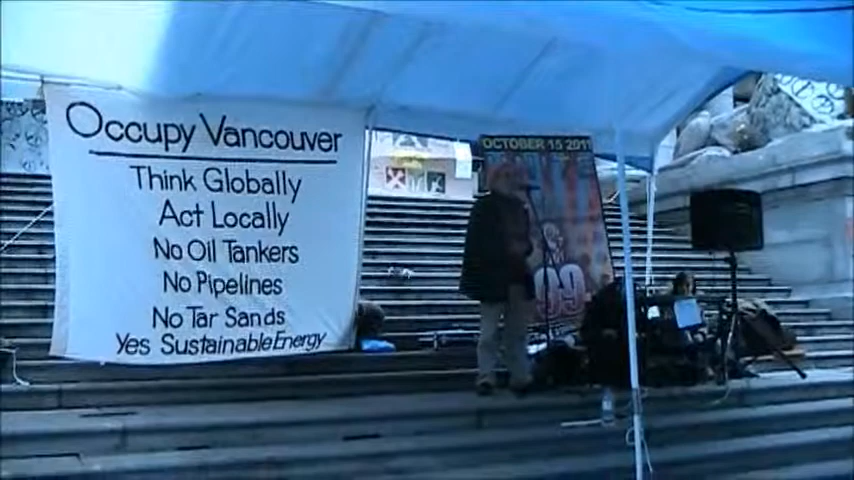 Occupy Vancouver
Think Globally
Act Locally
No Oil Tankers
No Pipelines
No Tar Sands
Yes Sustainable Energy
OCTOBER 15 2011
99